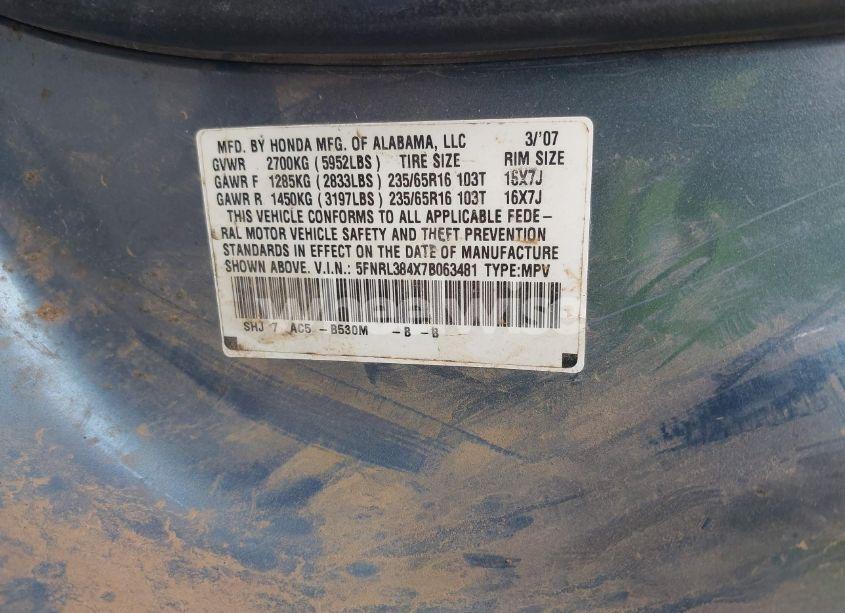 MFD. BY HONDA MFG. OF ALABAMA, LLC 3/'07
GVWR 2700KG (5952LBS) TIRE SIZE RIM SIZE
GAWR F 1285KG (2833LBS) 235/65R16 103T 16X7J
GAWR R 1450KG (3197LBS) 235/65R16 103T 16X7J
THIS VEHICLE CONFORMS TO ALL APPLICABLE FEDE-
RAL MOTOR VEHICLE SAFETY AND THEFT PREVENTION
STANDARDS IN EFFECT ON THE DATE OF MANUFACTURE
SHOWN ABOVE. V.I.N.: 5FNRL384X7B063481 TYPE:MPV
SHJ 7 AC5 -B530M -B -B